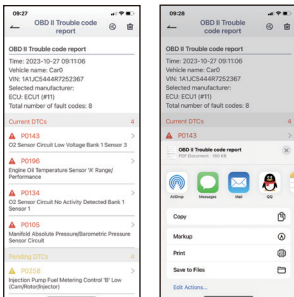 09:27
OBD II Trouble code
report
OBD II Trouble code report
Time: 2023-10-27 09:11:06
Vehicle name: Car0
VIN: 1A1JC5444R7252367
Selected manufacturer:
ECU: ECU1 (#11)
Total number of fault codes: 8
Current DTCs 4
P0143
O2 Sensor Circuit Low Voltage Bank 1 Sensor 3
P0196
Engine Oil Temperature Sensor 'A' Range/
Performance
P0134
O2 Sensor Circuit No Activity Detected Bank 1
Sensor 1
P0105
Manifold Absolute Pressure/Barometric Pressure
Sensor Circuit
Pending DTCs 4
P0258
Injection Pump Fuel Metering Control 'B' Low
(Cam/Rotor/Injector)
09:28
OBD II Trouble
code report
OBD II Trouble code report
Time: 2023-10-27 09:11:06
Vehicle name: Car0
VIN: 1A1JC5444R7252367
Selected manufacturer:
ECU: ECU1 (#11)
Total number of fault codes: 8
Current DTCs 4
P0143
OBD II Trouble code report
PDF Document · 190 KB
AirDrop
Messages
Mail
QQ
Copy
Markup
Print
Save to Files
Edit Actions...